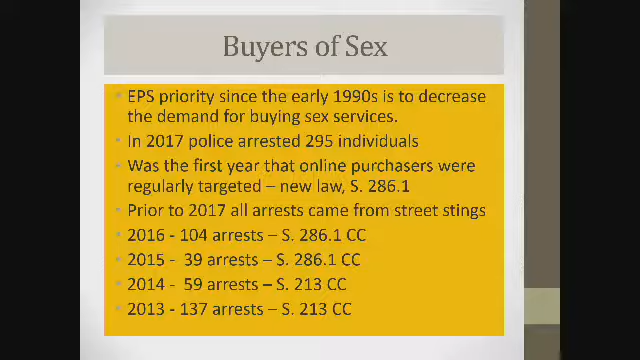 Buyers of Sex
EPS priority since the early 1990s is to decrease
the demand for buying sex services.
In 2017 police arrested 295 individuals
Was the first year that online purchasers were
regularly targeted – new law, S. 286.1
Prior to 2017 all arrests came from street stings
2016 - 104 arrests – S. 286.1 CC
2015 - 39 arrests – S. 286.1 CC
2014 - 59 arrests – S. 213 CC
2013 - 137 arrests – S. 213 CC